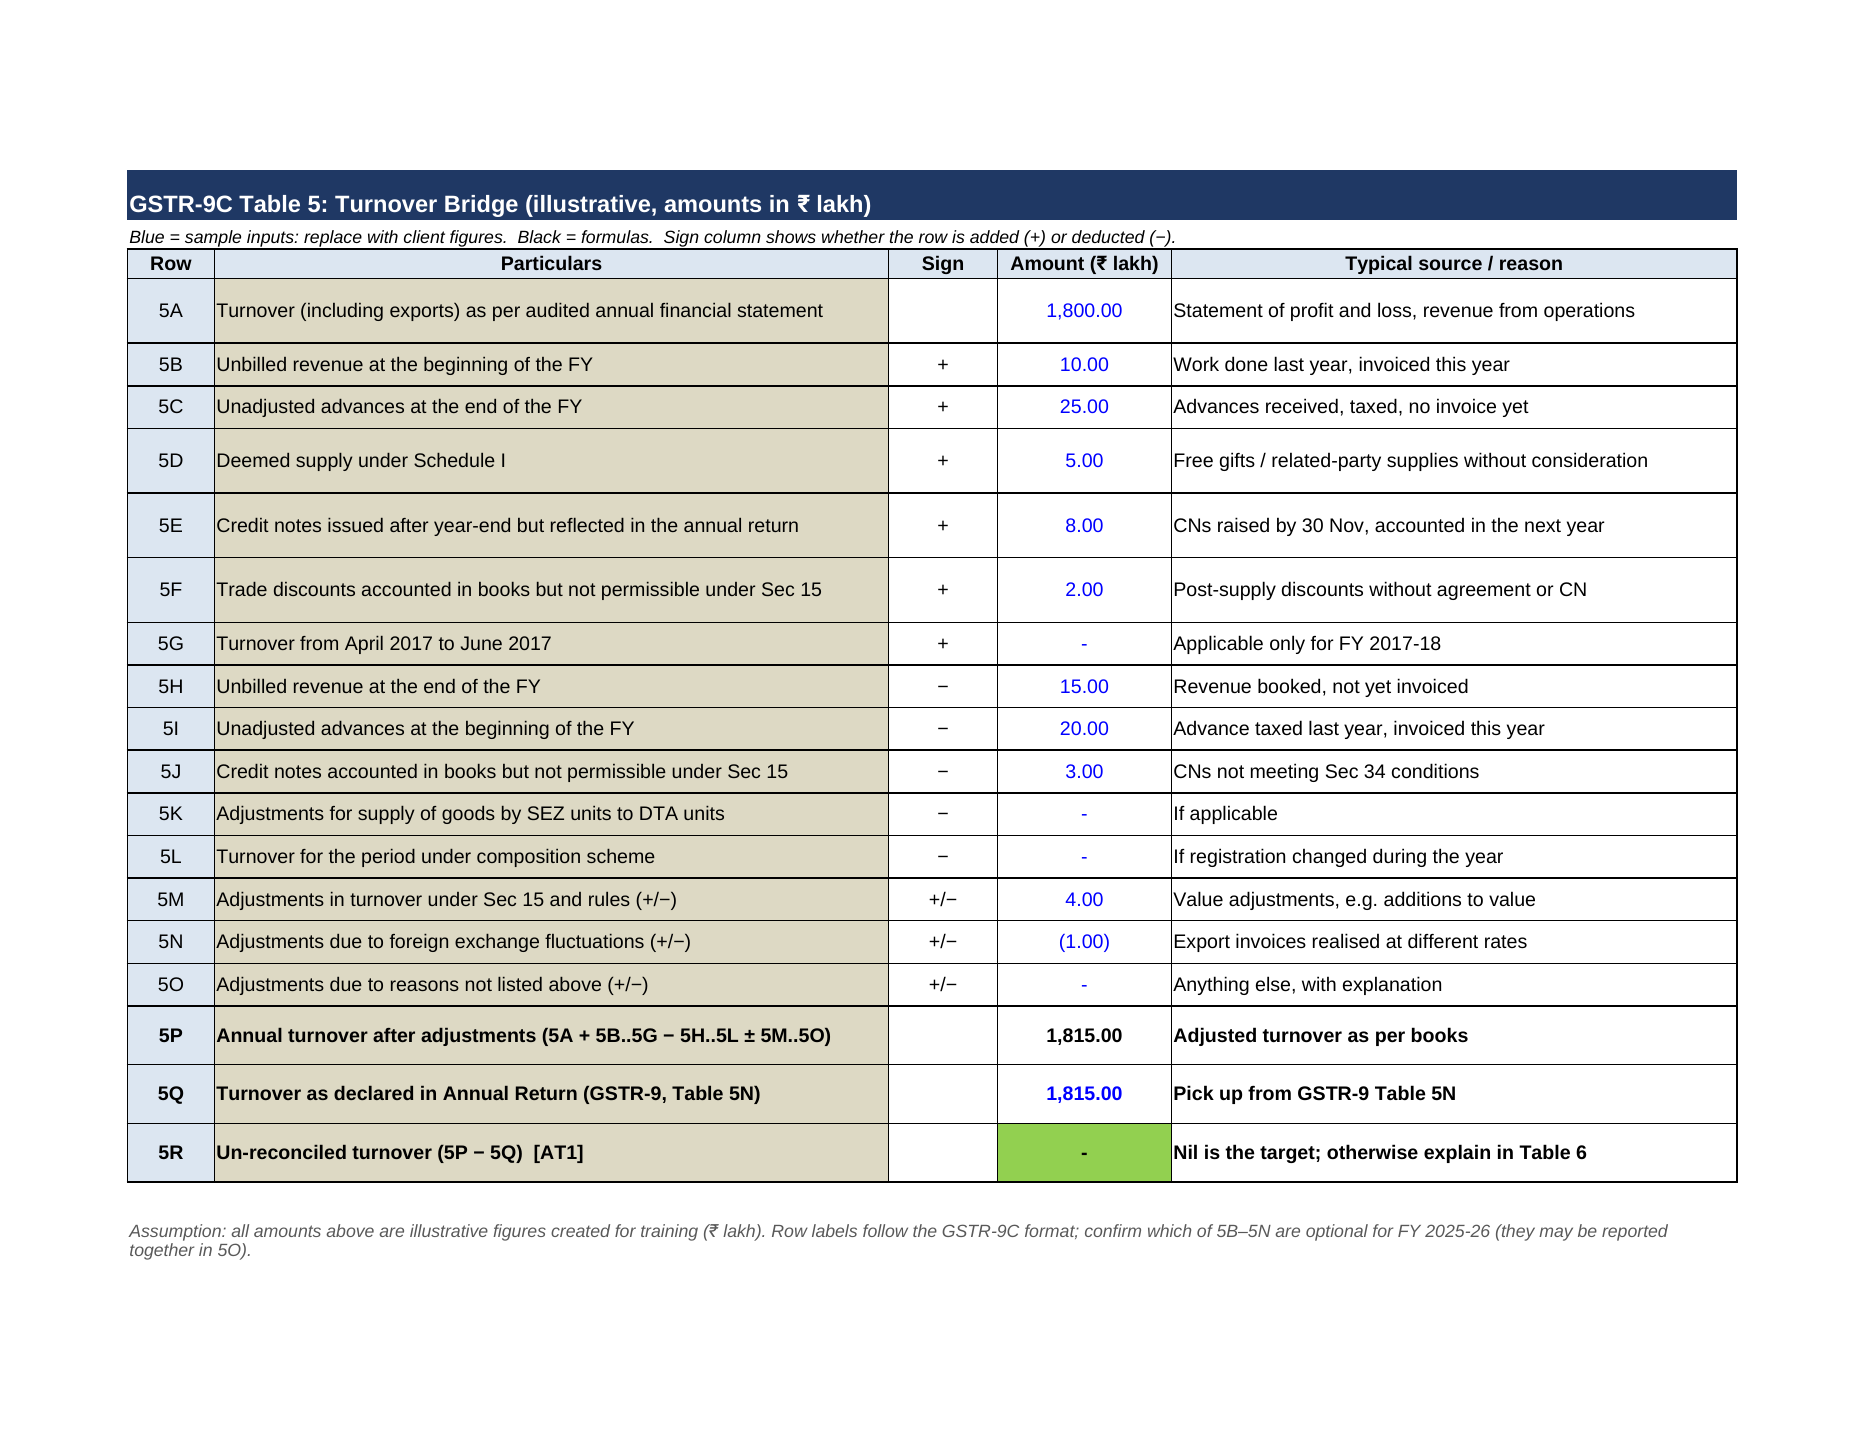 GSTR-9C Table 5: Turnover Bridge (illustrative, amounts in ₹ lakh)
Blue = sample inputs: replace with client figures.  Black = formulas.  Sign column shows whether the row is added (+) or deducted (−).
Row Particulars Sign Amount (₹ lakh) Typical source / reason
5A Turnover (including exports) as per audited annual financial statement 1,800.00 Statement of profit and loss, revenue from operations
5B Unbilled revenue at the beginning of the FY + 10.00 Work done last year, invoiced this year
5C Unadjusted advances at the end of the FY + 25.00 Advances received, taxed, no invoice yet
5D Deemed supply under Schedule I + 5.00 Free gifts / related-party supplies without consideration
5E Credit notes issued after year-end but reflected in the annual return + 8.00 CNs raised by 30 Nov, accounted in the next year
5F Trade discounts accounted in books but not permissible under Sec 15 + 2.00 Post-supply discounts without agreement or CN
5G Turnover from April 2017 to June 2017 + - Applicable only for FY 2017-18
5H Unbilled revenue at the end of the FY − 15.00 Revenue booked, not yet invoiced
5I Unadjusted advances at the beginning of the FY − 20.00 Advance taxed last year, invoiced this year
5J Credit notes accounted in books but not permissible under Sec 15 − 3.00 CNs not meeting Sec 34 conditions
5K Adjustments for supply of goods by SEZ units to DTA units − - If applicable
5L Turnover for the period under composition scheme − - If registration changed during the year
5M Adjustments in turnover under Sec 15 and rules (+/−) +/− 4.00 Value adjustments, e.g. additions to value
5N Adjustments due to foreign exchange fluctuations (+/−) +/− (1.00) Export invoices realised at different rates
5O Adjustments due to reasons not listed above (+/−) +/− - Anything else, with explanation
5P Annual turnover after adjustments (5A + 5B..5G − 5H..5L ± 5M..5O) 1,815.00 Adjusted turnover as per books
5Q Turnover as declared in Annual Return (GSTR-9, Table 5N) 1,815.00 Pick up from GSTR-9 Table 5N
5R Un-reconciled turnover (5P − 5Q)  [AT1] - Nil is the target; otherwise explain in Table 6
Assumption: all amounts above are illustrative figures created for training (₹ lakh). Row labels follow the GSTR-9C format; confirm which of 5B–5N are optional for FY 2025-26 (they may be reported
together in 5O).